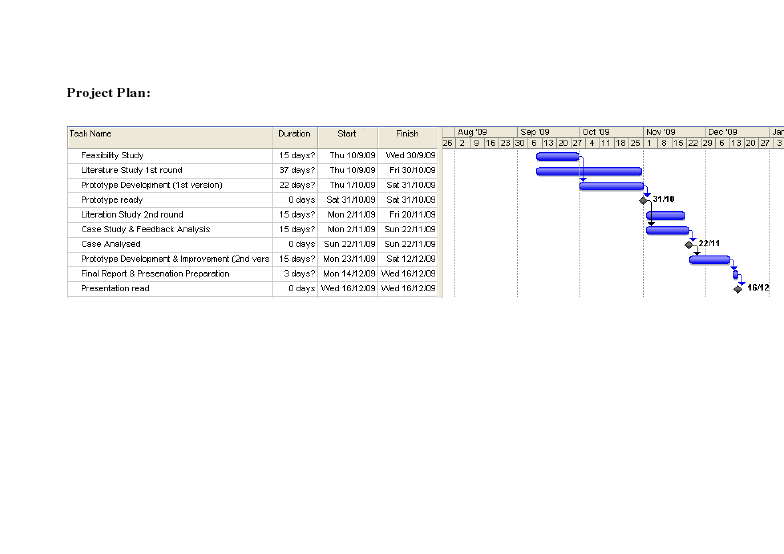 Project Plan:
Task Name Duration Start Finish Aug '09 Sep '09 Oct '09 Nov '09 Dec '09 Jan
26 2 9 16 23 30 6 13 20 27 4 11 18 25 1 8 15 22 29 6 13 20 27 3
Feasibility Study 15 days? Thu 10/9/09 Wed 30/9/09
Literature Study 1st round 37 days? Thu 10/9/09 Fri 30/10/09
Prototype Development (1st version) 22 days? Thu 1/10/09 Sat 31/10/09
Prototype ready 0 days Sat 31/10/09 Sat 31/10/09 31/10
Literation Study 2nd round 15 days? Mon 2/11/09 Fri 20/11/09
Case Study & Feedback Analysis 15 days? Mon 2/11/09 Sun 22/11/09
Case Analysed 0 days Sun 22/11/09 Sun 22/11/09 22/11
Prototype Development & Improvement (2nd vers 15 days? Mon 23/11/09 Sat 12/12/09
Final Report & Presenation Preparation 3 days? Mon 14/12/09 Wed 16/12/09
Presentation read 0 days Wed 16/12/09 Wed 16/12/09 16/12